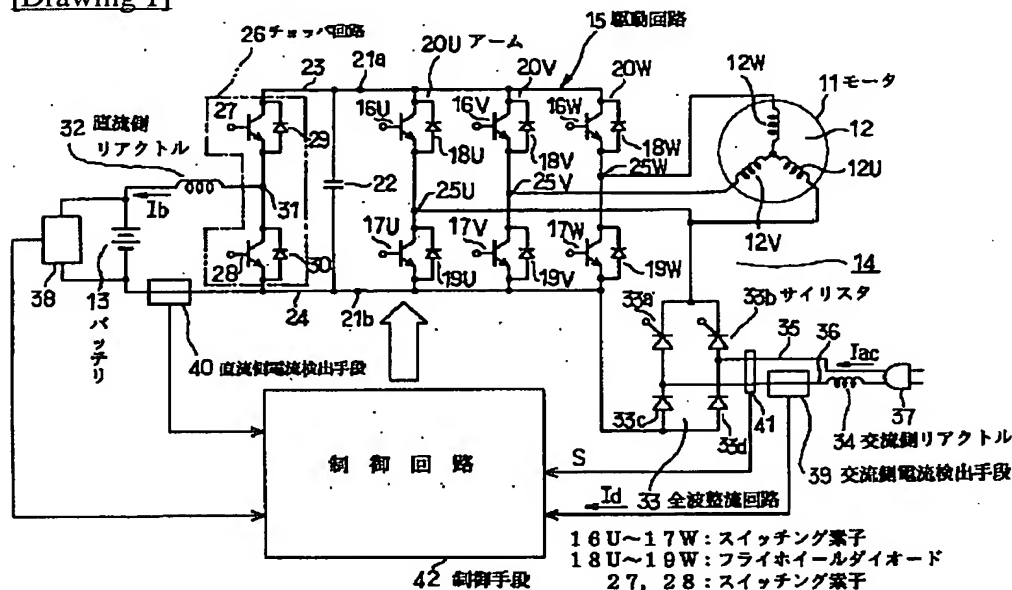 [Drawing 1]
26 チョッパ回路
23
21a
20U アーム
15 駆動回路
20V
20W
12W
11 モータ
27
32 直流側
リアクトル
29
16U
16V
16W
12
18U
18V
18W
12U
22
25U
25V
25W
Ib
31
12V
17U
17V
17W
14
38
28
30
19U
19V
19W
13
バッテリ
24
21b
33a
33b サイリスタ
35
36
Iac
40 直流側電流検出手段
37
33c
33d
41
34 交流側リアクトル
制御回路
S
39 交流側電流検出手段
Id
33 全波整流回路
16U～17W：スイッチング素子
18U～19W：フライホイールダイオード
42 制御手段
27，28：スイッチング素子